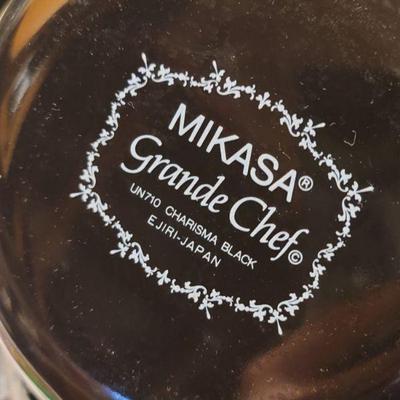 MIKASA®
Grande Chef©
UN710 CHARISMA BLACK
EJIRI-JAPAN